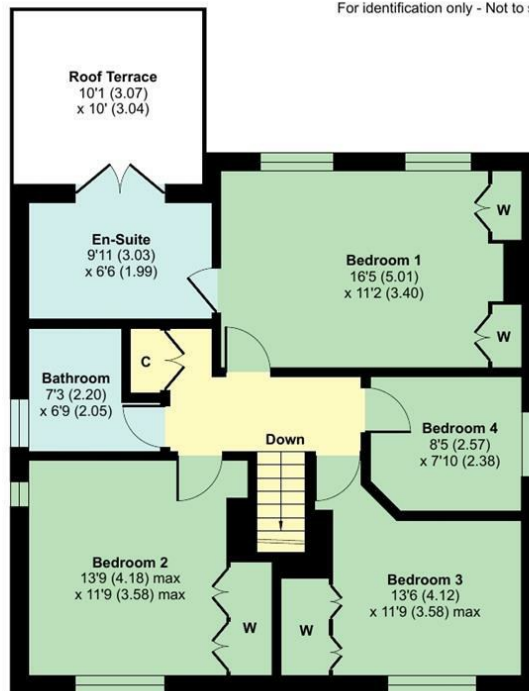 For identification only - Not to s
Roof Terrace
10'1 (3.07)
x 10' (3.04)
En-Suite
9'11 (3.03)
x 6'6 (1.99)
Bedroom 1
16'5 (5.01)
x 11'2 (3.40)
W
W
Bathroom
7'3 (2.20)
x 6'9 (2.05)
C
Bedroom 4
8'5 (2.57)
x 7'10 (2.38)
Down
Bedroom 2
13'9 (4.18) max
x 11'9 (3.58) max
W
W
Bedroom 3
13'6 (4.12)
x 11'9 (3.58) max